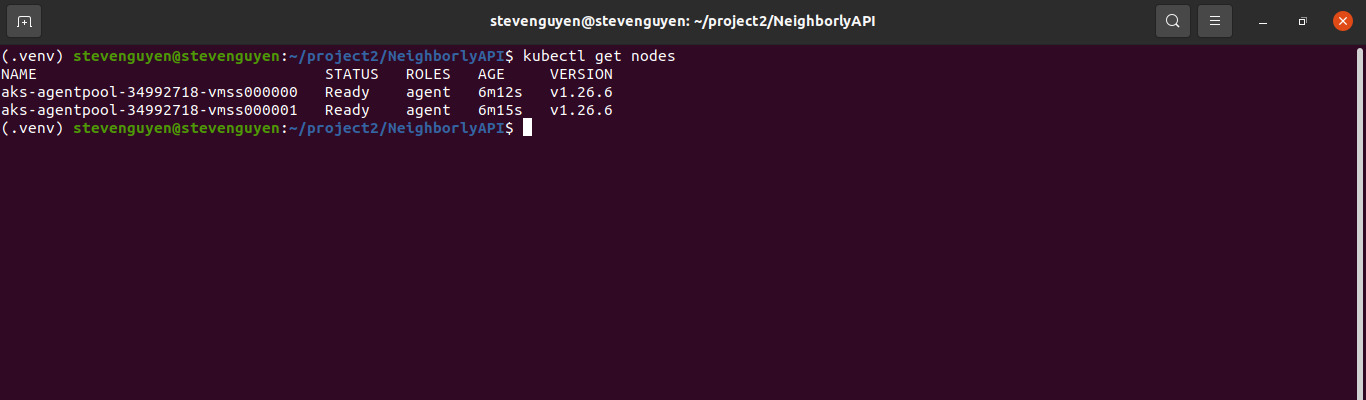 stevenguyen@stevenguyen: ~/project2/NeighborlyAPI
(.venv) stevenguyen@stevenguyen:~/project2/NeighborlyAPI$ kubectl get nodes
NAME                                STATUS   ROLES   AGE     VERSION
aks-agentpool-34992718-vmss000000   Ready    agent   6m12s   v1.26.6
aks-agentpool-34992718-vmss000001   Ready    agent   6m15s   v1.26.6
(.venv) stevenguyen@stevenguyen:~/project2/NeighborlyAPI$